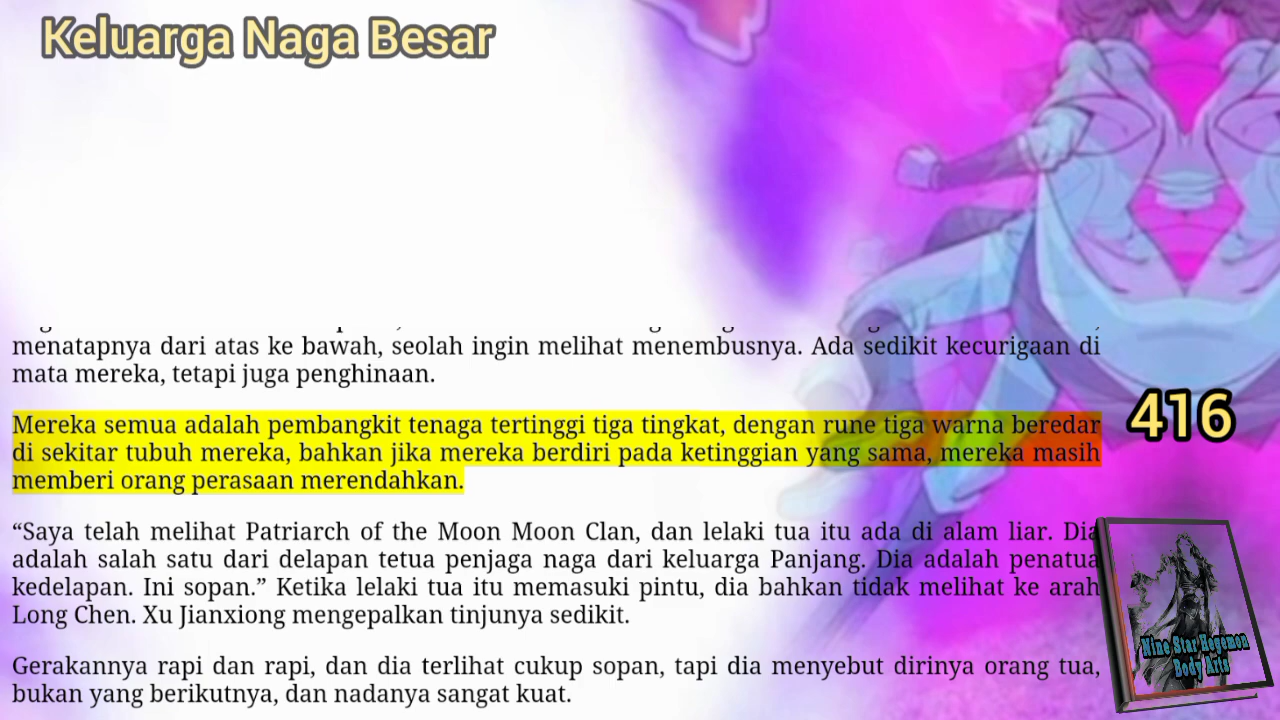 Keluarga Naga Besar
menatapnya dari atas ke bawah, seolah ingin melihat menembusnya. Ada sedikit kecurigaan di
mata mereka, tetapi juga penghinaan.
Mereka semua adalah pembangkit tenaga tertinggi tiga tingkat, dengan rune tiga warna beredar
di sekitar tubuh mereka, bahkan jika mereka berdiri pada ketinggian yang sama, mereka masih
memberi orang perasaan merendahkan.
416
“Saya telah melihat Patriarch of the Moon Moon Clan, dan lelaki tua itu ada di alam liar. Dia
adalah salah satu dari delapan tetua penjaga naga dari keluarga Panjang. Dia adalah penatua
kedelapan. Ini sopan.” Ketika lelaki tua itu memasuki pintu, dia bahkan tidak melihat ke arah
Long Chen. Xu Jianxiong mengepalkan tinjunya sedikit.
Gerakannya rapi dan rapi, dan dia terlihat cukup sopan, tapi dia menyebut dirinya orang tua,
bukan yang berikutnya, dan nadanya sangat kuat.
Nine Star Hegemon
Body Arts